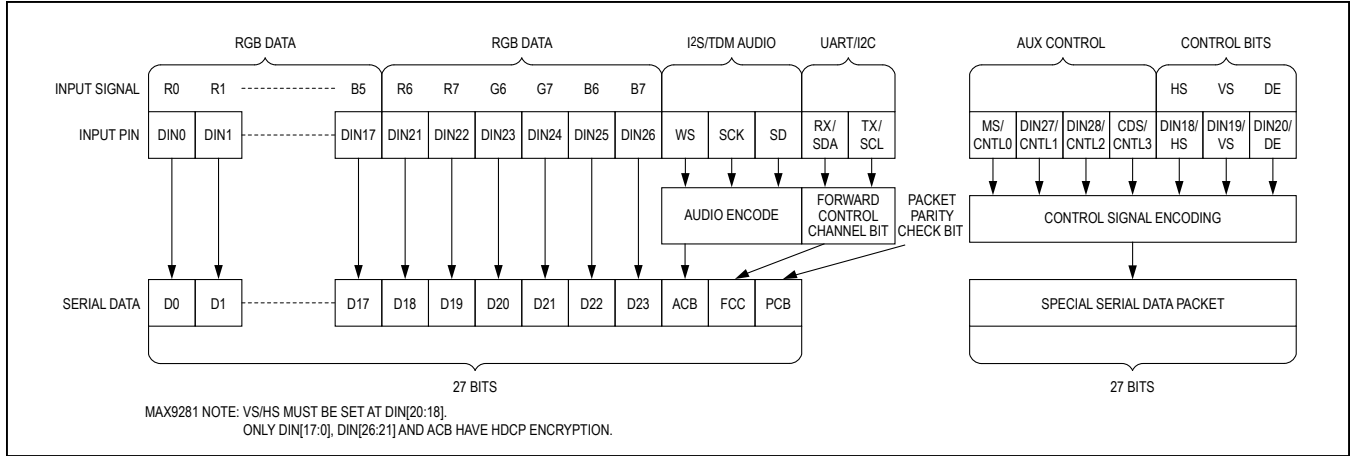 RGB DATA RGB DATA I²S/TDM AUDIO UART/I2C AUX CONTROL CONTROL BITS
INPUT SIGNAL R0 R1 B5 R6 R7 G6 G7 B6 B7 HS VS DE
INPUT PIN DIN0 DIN1 DIN17 DIN21 DIN22 DIN23 DIN24 DIN25 DIN26 WS SCK SD RX/ SDA TX/ SCL MS/ CNTL0 DIN27/ CNTL1 DIN28/ CNTL2 CDS/ CNTL3 DIN18/ HS DIN19/ VS DIN20/ DE
AUDIO ENCODE FORWARD CONTROL CHANNEL BIT PACKET PARITY CHECK BIT CONTROL SIGNAL ENCODING
SERIAL DATA D0 D1 D17 D18 D19 D20 D21 D22 D23 ACB FCC PCB SPECIAL SERIAL DATA PACKET
27 BITS 27 BITS
MAX9281 NOTE: VS/HS MUST BE SET AT DIN[20:18].
ONLY DIN[17:0], DIN[26:21] AND ACB HAVE HDCP ENCRYPTION.